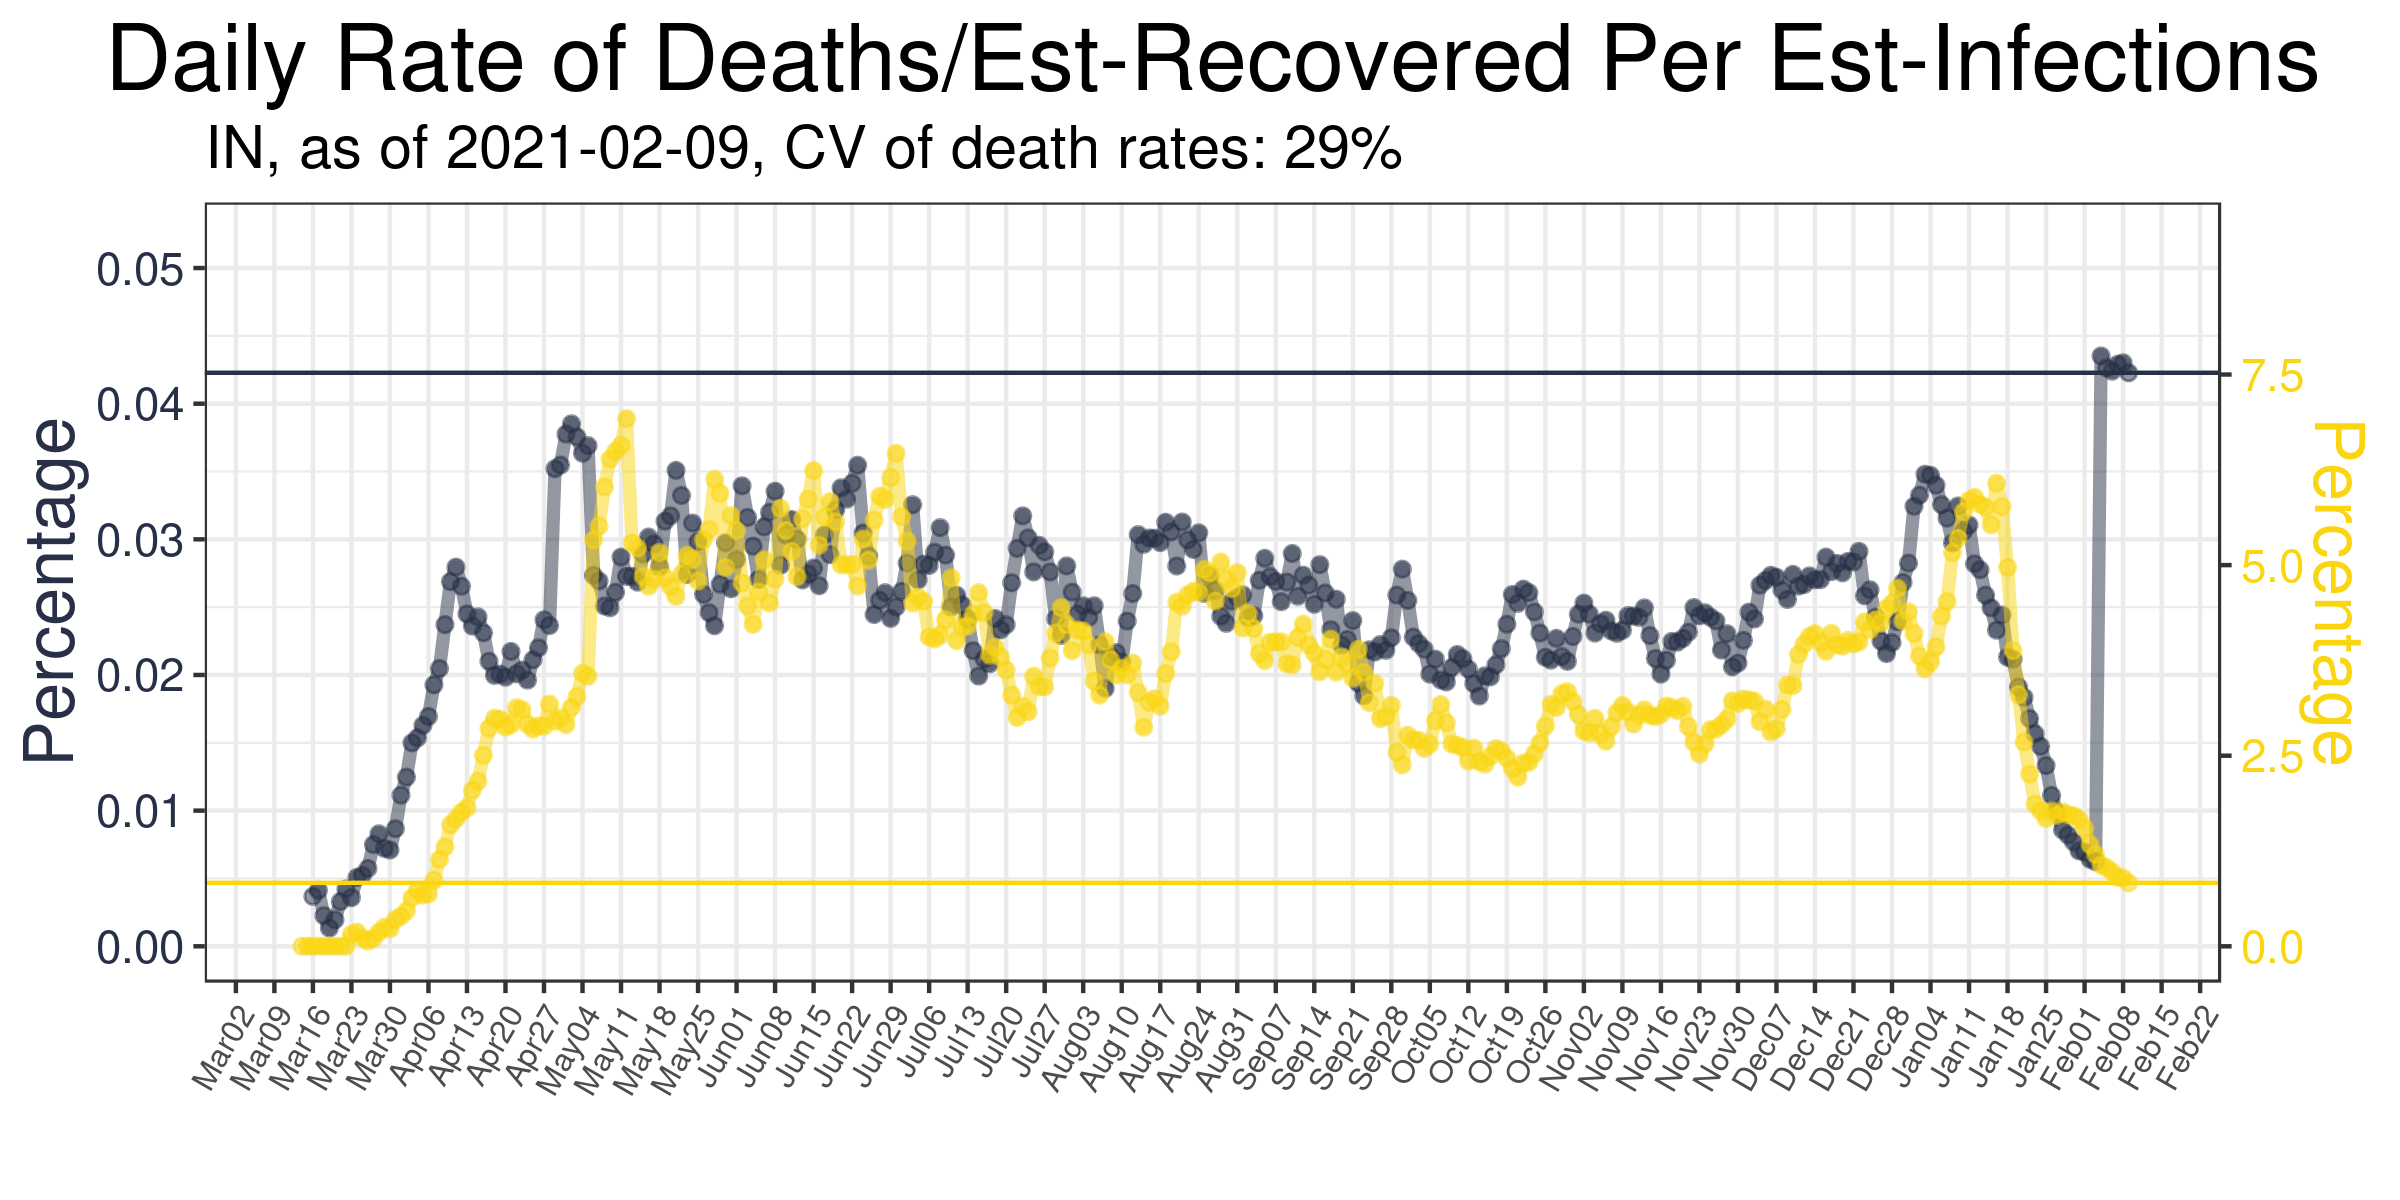 Daily Rate of Deaths/Est-Recovered Per Est-Infections
IN, as of 2021-02-09, CV of death rates: 29%
Percentage
0.05
0.04
0.03
0.02
0.01
0.00
7.5
5.0
2.5
0.0
Percentage
Mar02
Mar09
Mar16
Mar23
Mar30
Apr06
Apr13
Apr20
Apr27
May04
May11
May18
May25
Jun01
Jun08
Jun15
Jun22
Jun29
Jul06
Jul13
Jul20
Jul27
Aug03
Aug10
Aug17
Aug24
Aug31
Sep07
Sep14
Sep21
Sep28
Oct05
Oct12
Oct19
Oct26
Nov02
Nov09
Nov16
Nov23
Nov30
Dec07
Dec14
Dec21
Dec28
Jan04
Jan11
Jan18
Jan25
Feb01
Feb08
Feb15
Feb22